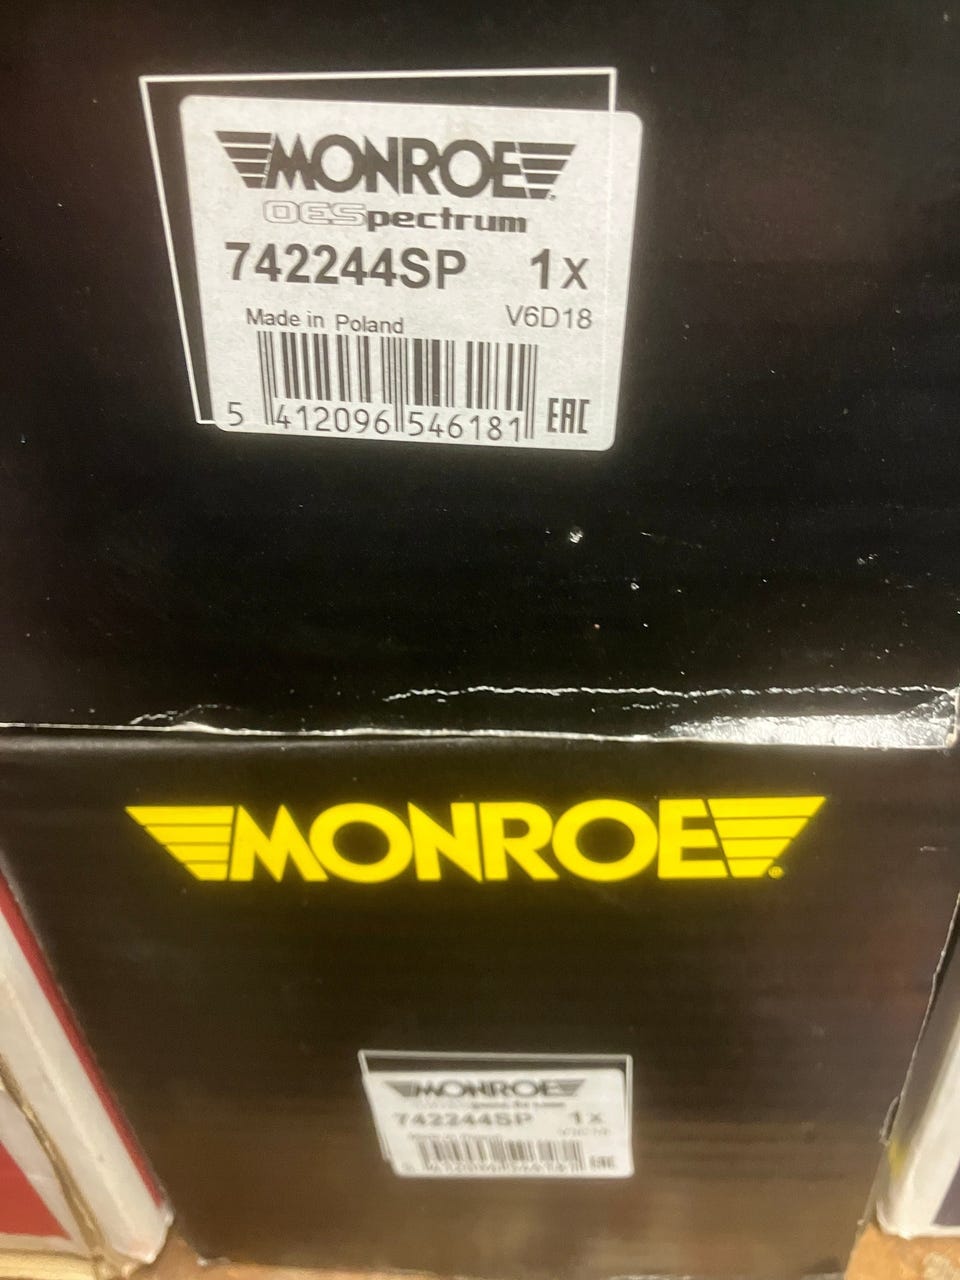 MONROE
OESpectrum
742244SP 1x
Made in Poland V6D18
5 412096 546181 EAC
MONROE
MONROE
742244SP 1x